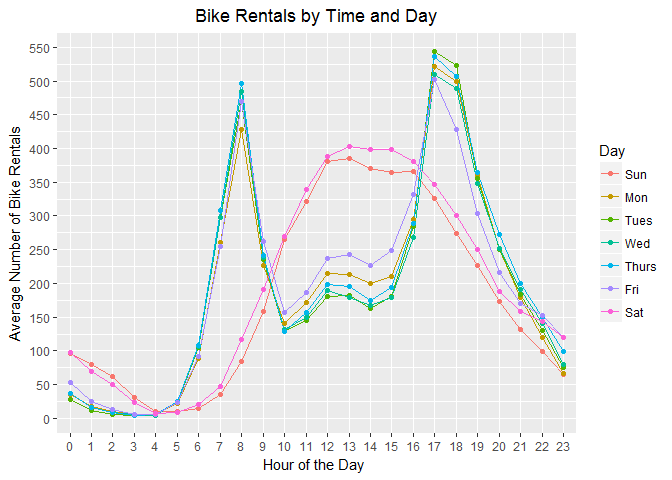 Bike Rentals by Time and Day
Average Number of Bike Rentals
550
500
450
400
350
300
250
200
150
100
50
0
0 1 2 3 4 5 6 7 8 9 10 11 12 13 14 15 16 17 18 19 20 21 22 23
Hour of the Day
Day
Sun
Mon
Tues
Wed
Thurs
Fri
Sat